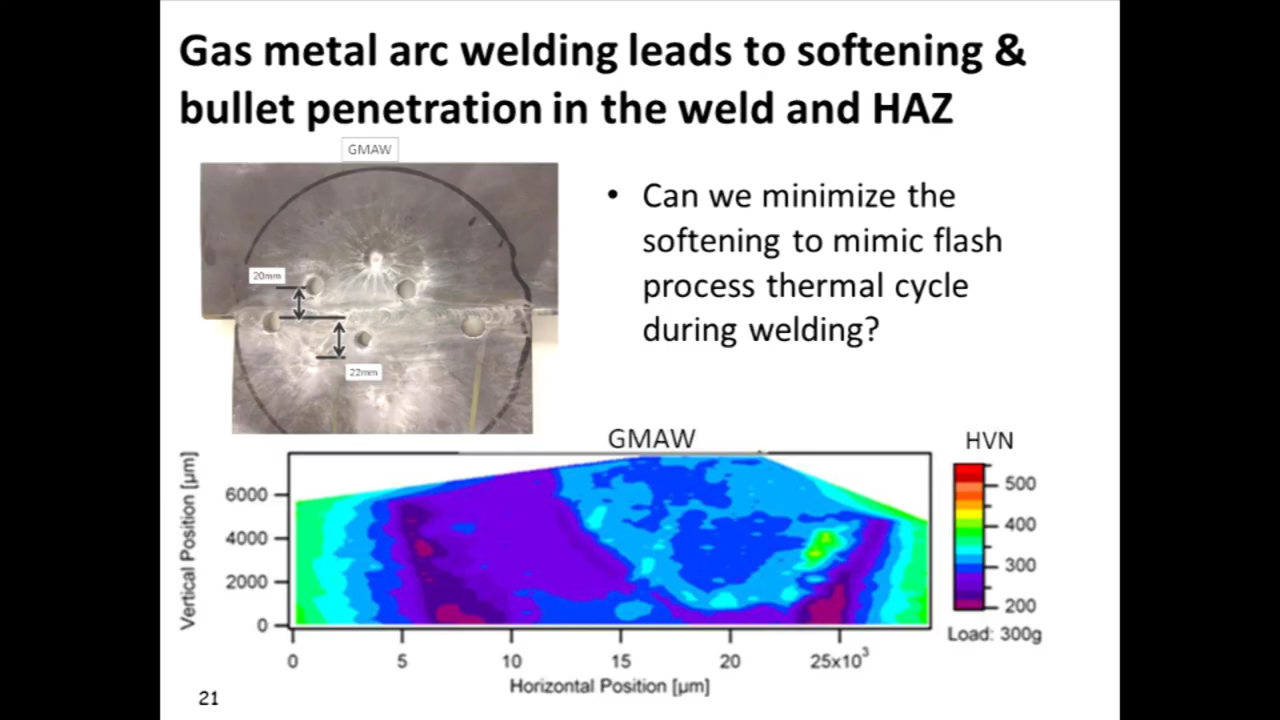 Gas metal arc welding leads to softening &
bullet penetration in the weld and HAZ
GMAW
20mm
22mm
• Can we minimize the
softening to mimic flash
process thermal cycle
during welding?
GMAW
HVN
Vertical Position [µm]
6000
4000
2000
0
0 5 10 15 20 25x10³
Horizontal Position [µm]
500
400
300
200
Load: 300g
21